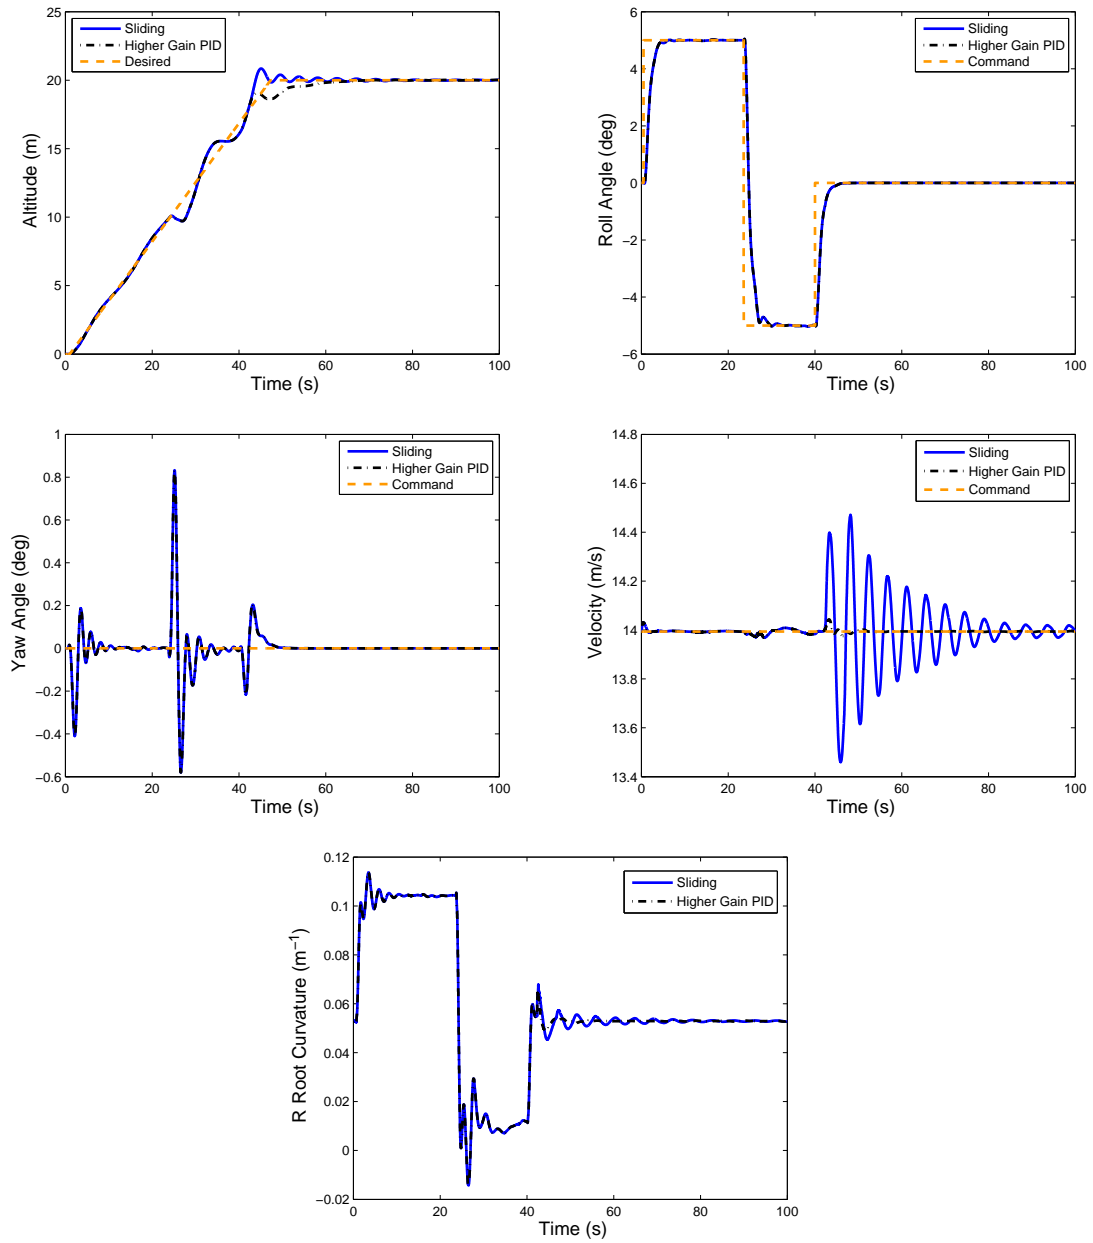 25
20
15
10
5
0
0
20
40
60
80
100
Altitude (m)
Time (s)
Sliding
Higher Gain PID
Desired
6
4
2
0
−2
−4
−6
0
20
40
60
80
100
Roll Angle (deg)
Time (s)
Sliding
Higher Gain PID
Command
1
0.8
0.6
0.4
0.2
0
−0.2
−0.4
−0.6
0
20
40
60
80
100
Yaw Angle (deg)
Time (s)
Sliding
Higher Gain PID
Command
14.8
14.6
14.4
14.2
14
13.8
13.6
13.4
0
20
40
60
80
100
Velocity (m/s)
Time (s)
Sliding
Higher Gain PID
Command
0.12
0.1
0.08
0.06
0.04
0.02
0
−0.02
0
20
40
60
80
100
R Root Curvature (m⁻¹)
Time (s)
Sliding
Higher Gain PID